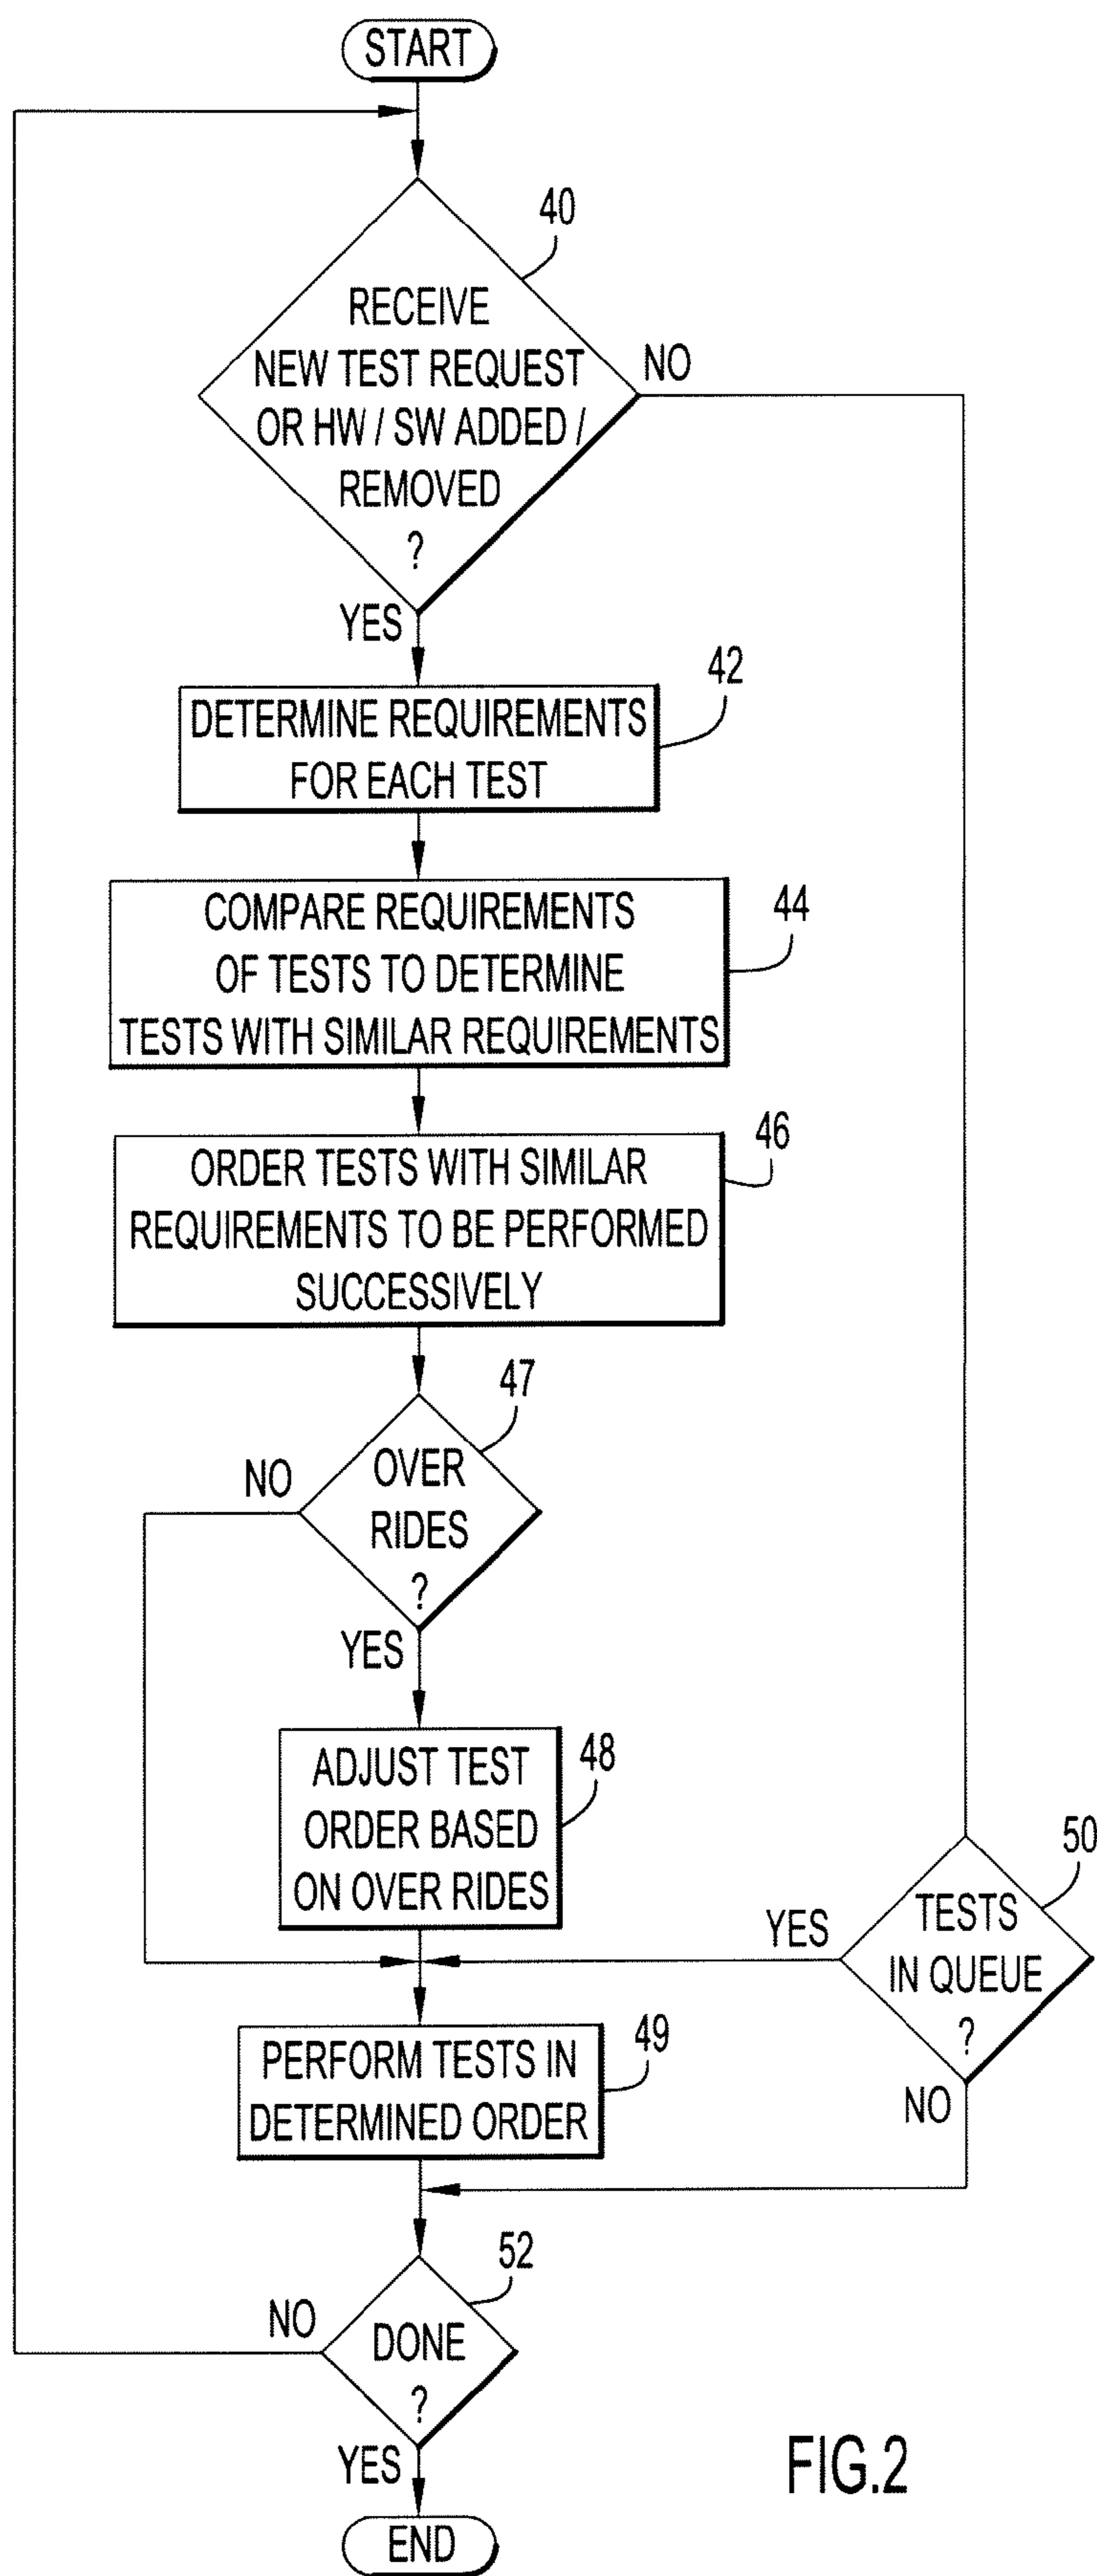 START
40
RECEIVE
NEW TEST REQUEST
OR HW / SW ADDED /
REMOVED
?
NO
YES
42
DETERMINE REQUIREMENTS
FOR EACH TEST
44
COMPARE REQUIREMENTS
OF TESTS TO DETERMINE
TESTS WITH SIMILAR REQUIREMENTS
46
ORDER TESTS WITH SIMILAR
REQUIREMENTS TO BE PERFORMED
SUCCESSIVELY
47
NO
OVER
RIDES
?
YES
48
ADJUST TEST
ORDER BASED
ON OVER RIDES
50
YES
TESTS
IN QUEUE
?
NO
49
PERFORM TESTS IN
DETERMINED ORDER
52
NO
DONE
?
YES
END
FIG.2